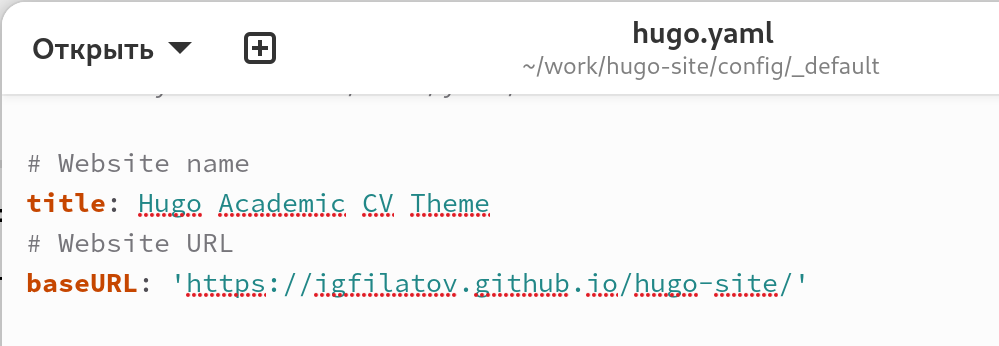 Открыть
hugo.yaml
~/work/hugo-site/config/_default
# Website name
title: Hugo Academic CV Theme
# Website URL
baseURL: 'https://igfilatov.github.io/hugo-site/'